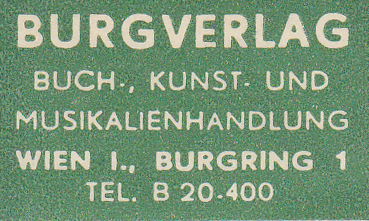 BURGVERLAG
BUCH-, KUNST- UND
MUSIKALIENHANDLUNG
WIEN I., BURGRING 1
TEL. B 20-400